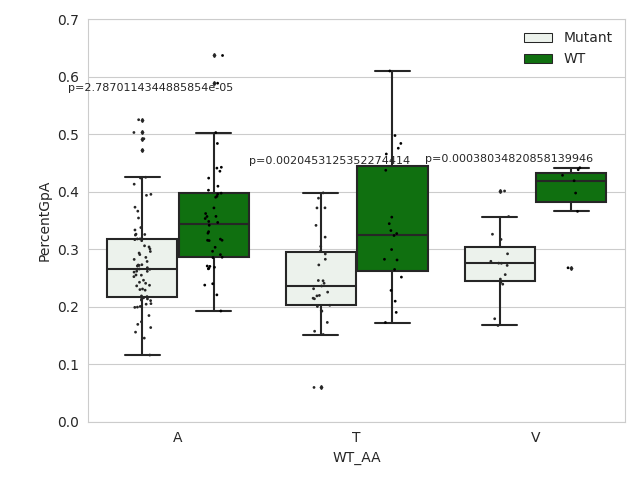 0.7
Mutant
WT
0.6
p=2.7870114344885854e-05
0.5
p=0.0020453125352274414
p=0.00038034820858139946
0.4
PercentGpA
0.3
0.2
0.1
0.0
A
T
V
WT_AA